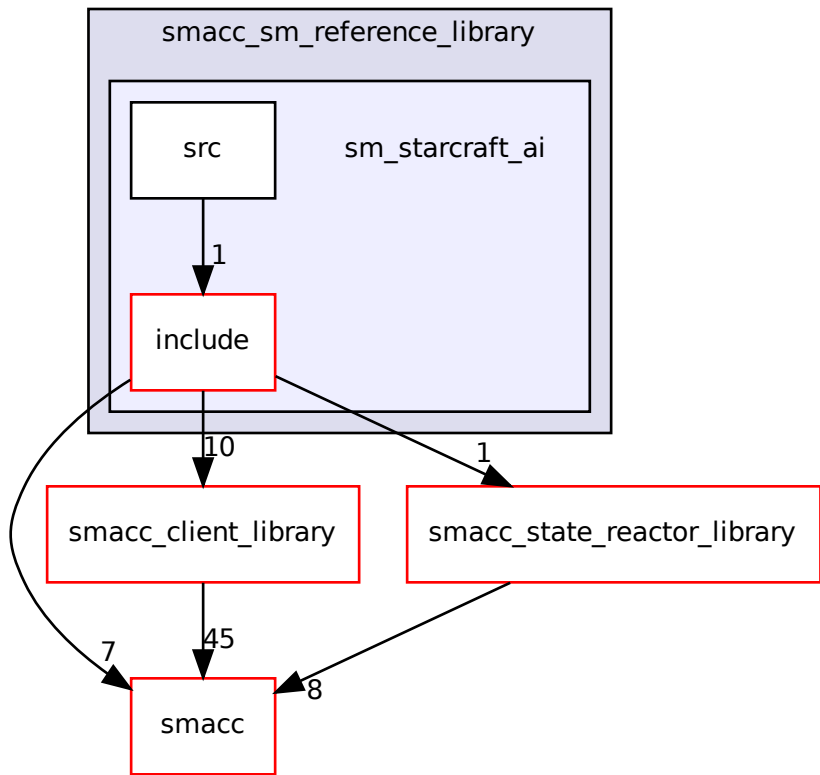 smacc_sm_reference_library
src
sm_starcraft_ai
1
include
10
1
smacc_client_library
smacc_state_reactor_library
45
7
8
smacc